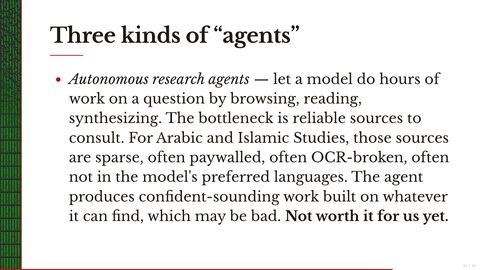 Three kinds of “agents”
• Autonomous research agents — let a model do hours of
work on a question by browsing, reading,
synthesizing. The bottleneck is reliable sources to
consult. For Arabic and Islamic Studies, those sources
are sparse, often paywalled, often OCR-broken, often
not in the model's preferred languages. The agent
produces confident-sounding work built on whatever
it can find, which may be bad. Not worth it for us yet.